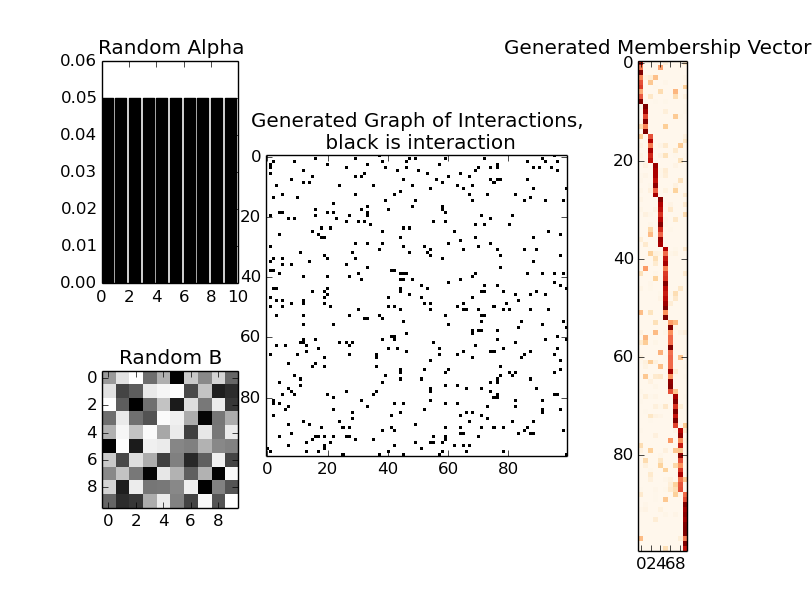 Random Alpha
0.06
0.05
0.04
0.03
0.02
0.01
0.00
0 2 4 6 8 10
Random B
0
2
4
6
8
0 2 4 6 8
Generated Graph of Interactions,
black is interaction
0
20
40
60
80
0 20 40 60 80
Generated Membership Vector
0
20
40
60
80
0 2 4 6 8